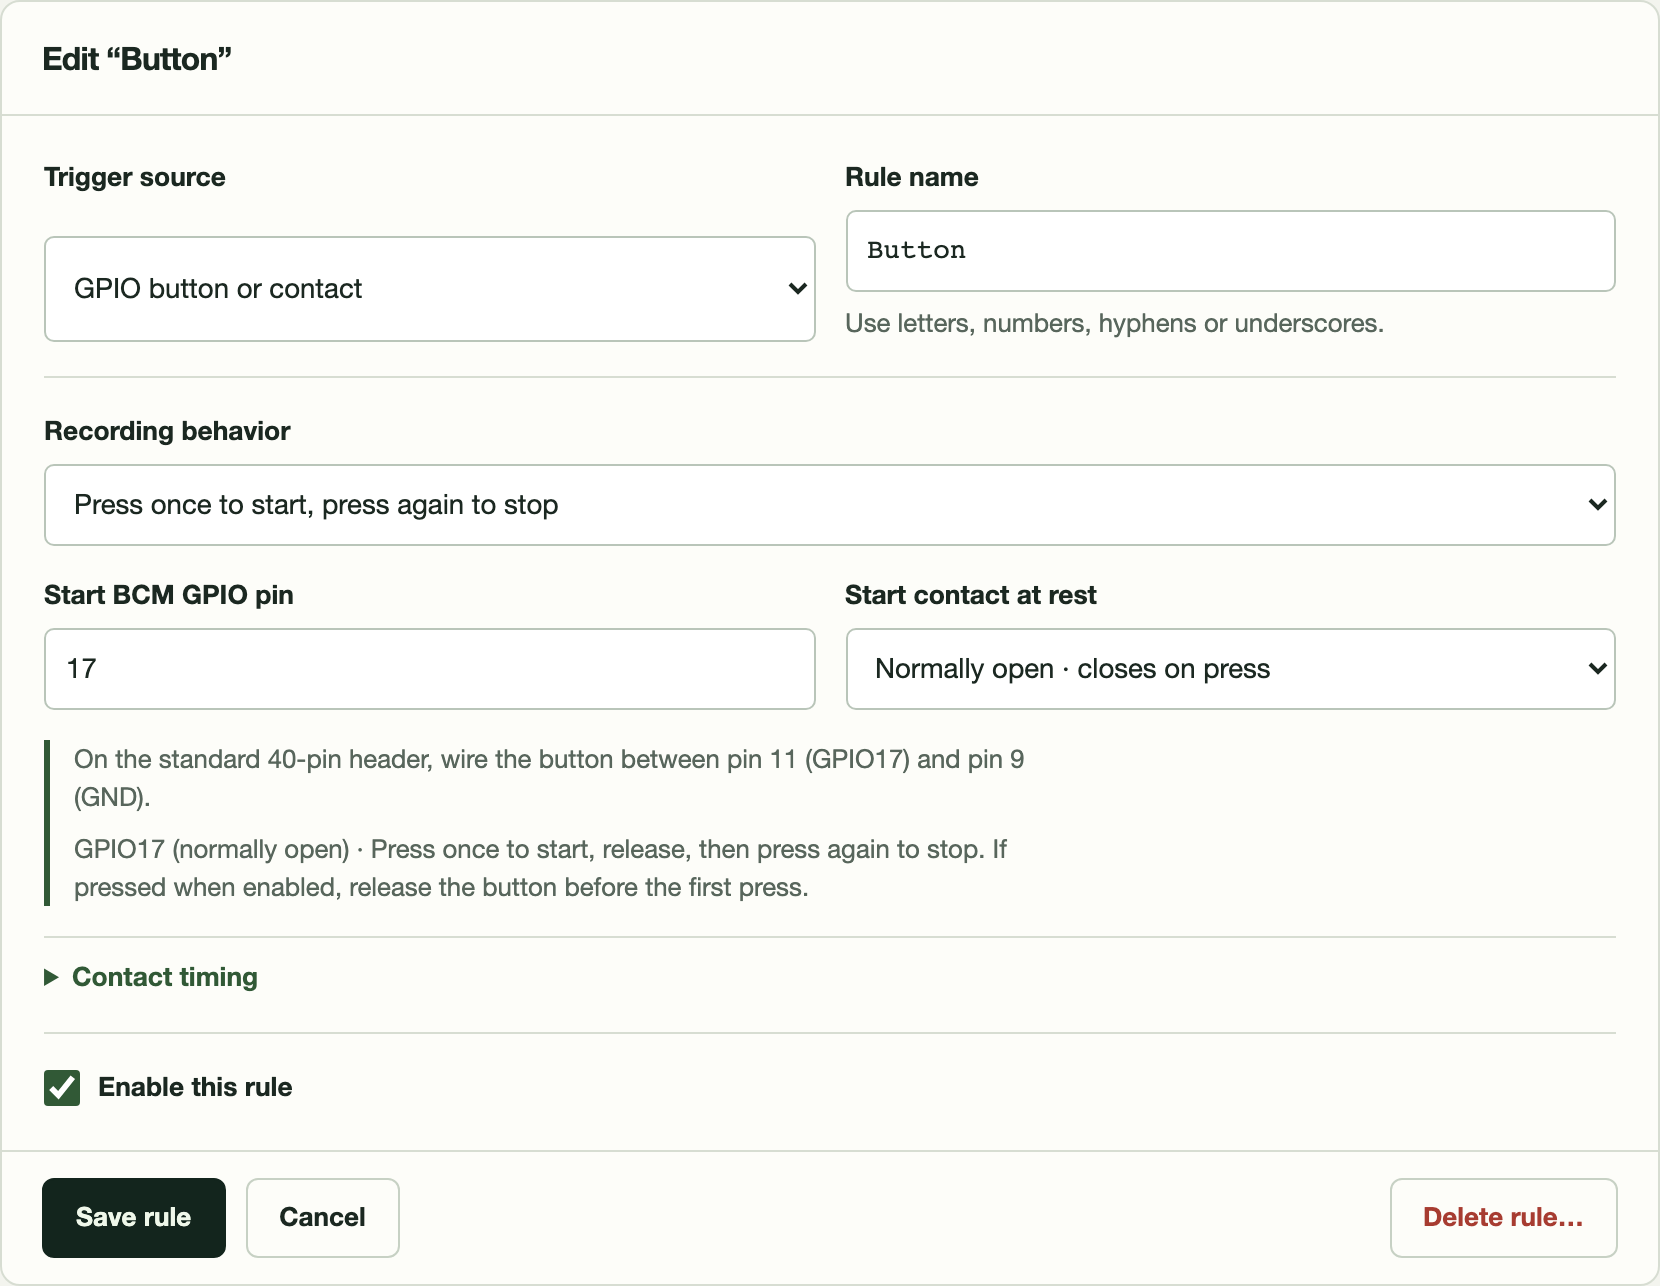 Edit “Button”
Trigger source
GPIO button or contact
Rule name
Button
Use letters, numbers, hyphens or underscores.
Recording behavior
Press once to start, press again to stop
Start BCM GPIO pin
17
Start contact at rest
Normally open · closes on press
On the standard 40-pin header, wire the button between pin 11 (GPIO17) and pin 9
(GND).
GPIO17 (normally open) · Press once to start, release, then press again to stop. If
pressed when enabled, release the button before the first press.
Contact timing
Enable this rule
Save rule
Cancel
Delete rule…